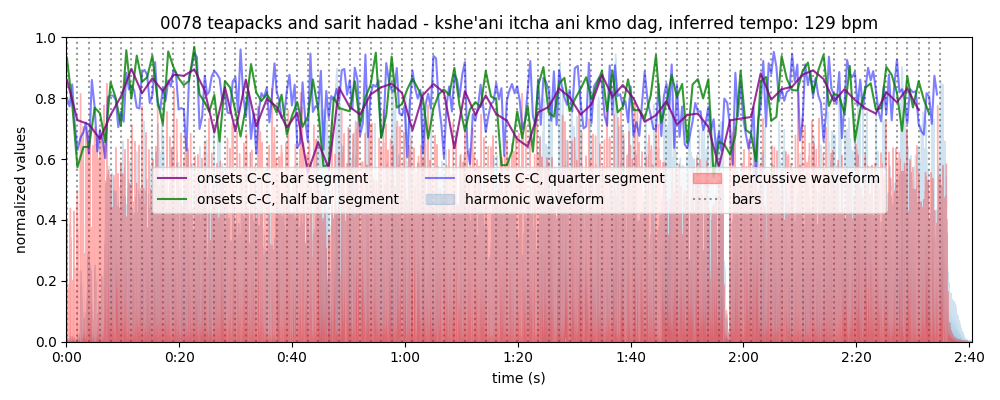 0078 teapacks and sarit hadad - kshe'ani itcha ani kmo dag, inferred tempo: 129 bpm
normalized values
1.0
0.8
0.6
0.4
0.2
0.0
onsets C-C, bar segment
onsets C-C, half bar segment
onsets C-C, quarter segment
harmonic waveform
percussive waveform
bars
0:00 0:20 0:40 1:00 1:20 1:40 2:00 2:20 2:40
time (s)